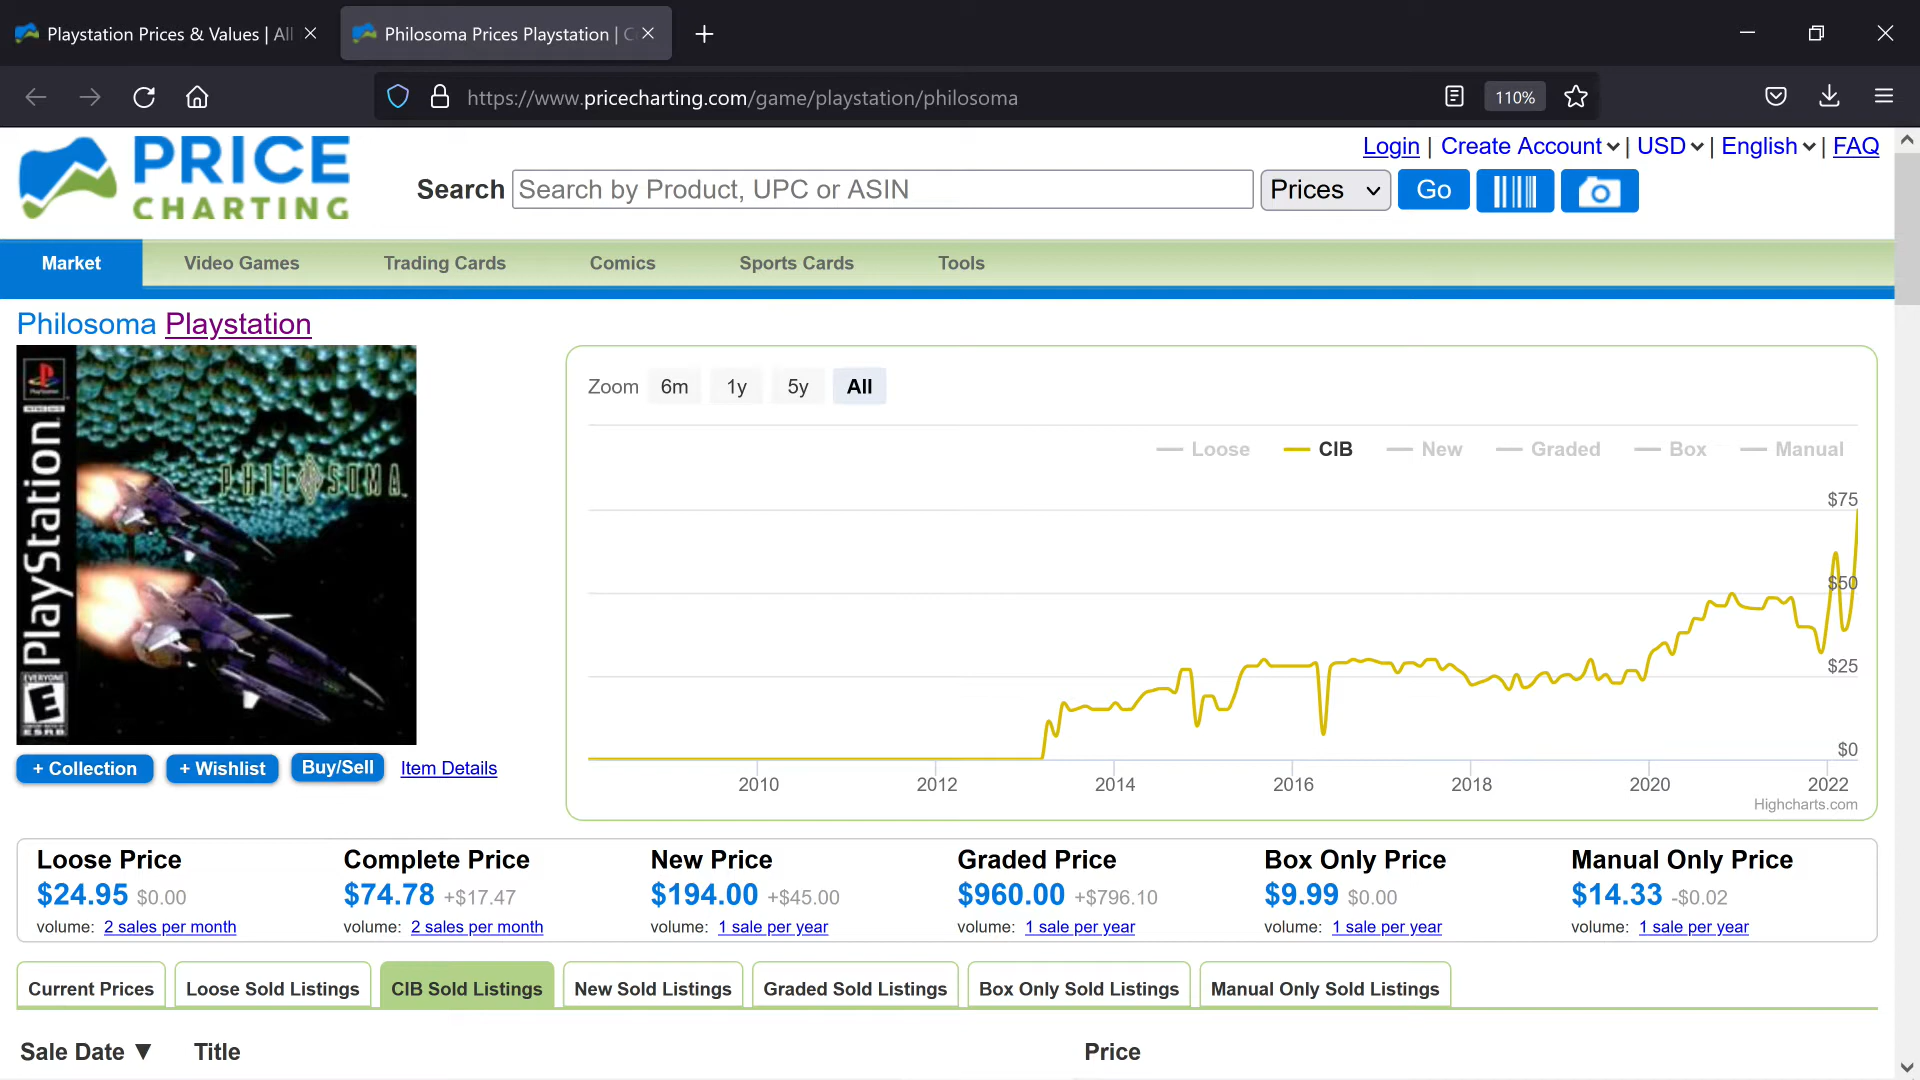 Playstation Prices & Values | All
Philosoma Prices Playstation | C
https://www.pricecharting.com/game/playstation/philosoma
110%
PRICE
CHARTING
Login | Create Account | USD | English | FAQ
Search Search by Product, UPC or ASIN Prices Go
Market Video Games Trading Cards Comics Sports Cards Tools
Philosoma Playstation
PlayStation
PHILOSOMA
EVERYONE
E
ESRB
Zoom 6m 1y 5y All
Loose CIB New Graded Box Manual
$75
$50
$25
$0
2010 2012 2014 2016 2018 2020 2022
Highcharts.com
+ Collection + Wishlist Buy/Sell Item Details
Loose Price Complete Price New Price Graded Price Box Only Price Manual Only Price
$24.95 $0.00 $74.78 +$17.47 $194.00 +$45.00 $960.00 +$796.10 $9.99 $0.00 $14.33 -$0.02
volume: 2 sales per month volume: 2 sales per month volume: 1 sale per year volume: 1 sale per year volume: 1 sale per year volume: 1 sale per year
Current Prices Loose Sold Listings CIB Sold Listings New Sold Listings Graded Sold Listings Box Only Sold Listings Manual Only Sold Listings
Sale Date ▼ Title Price